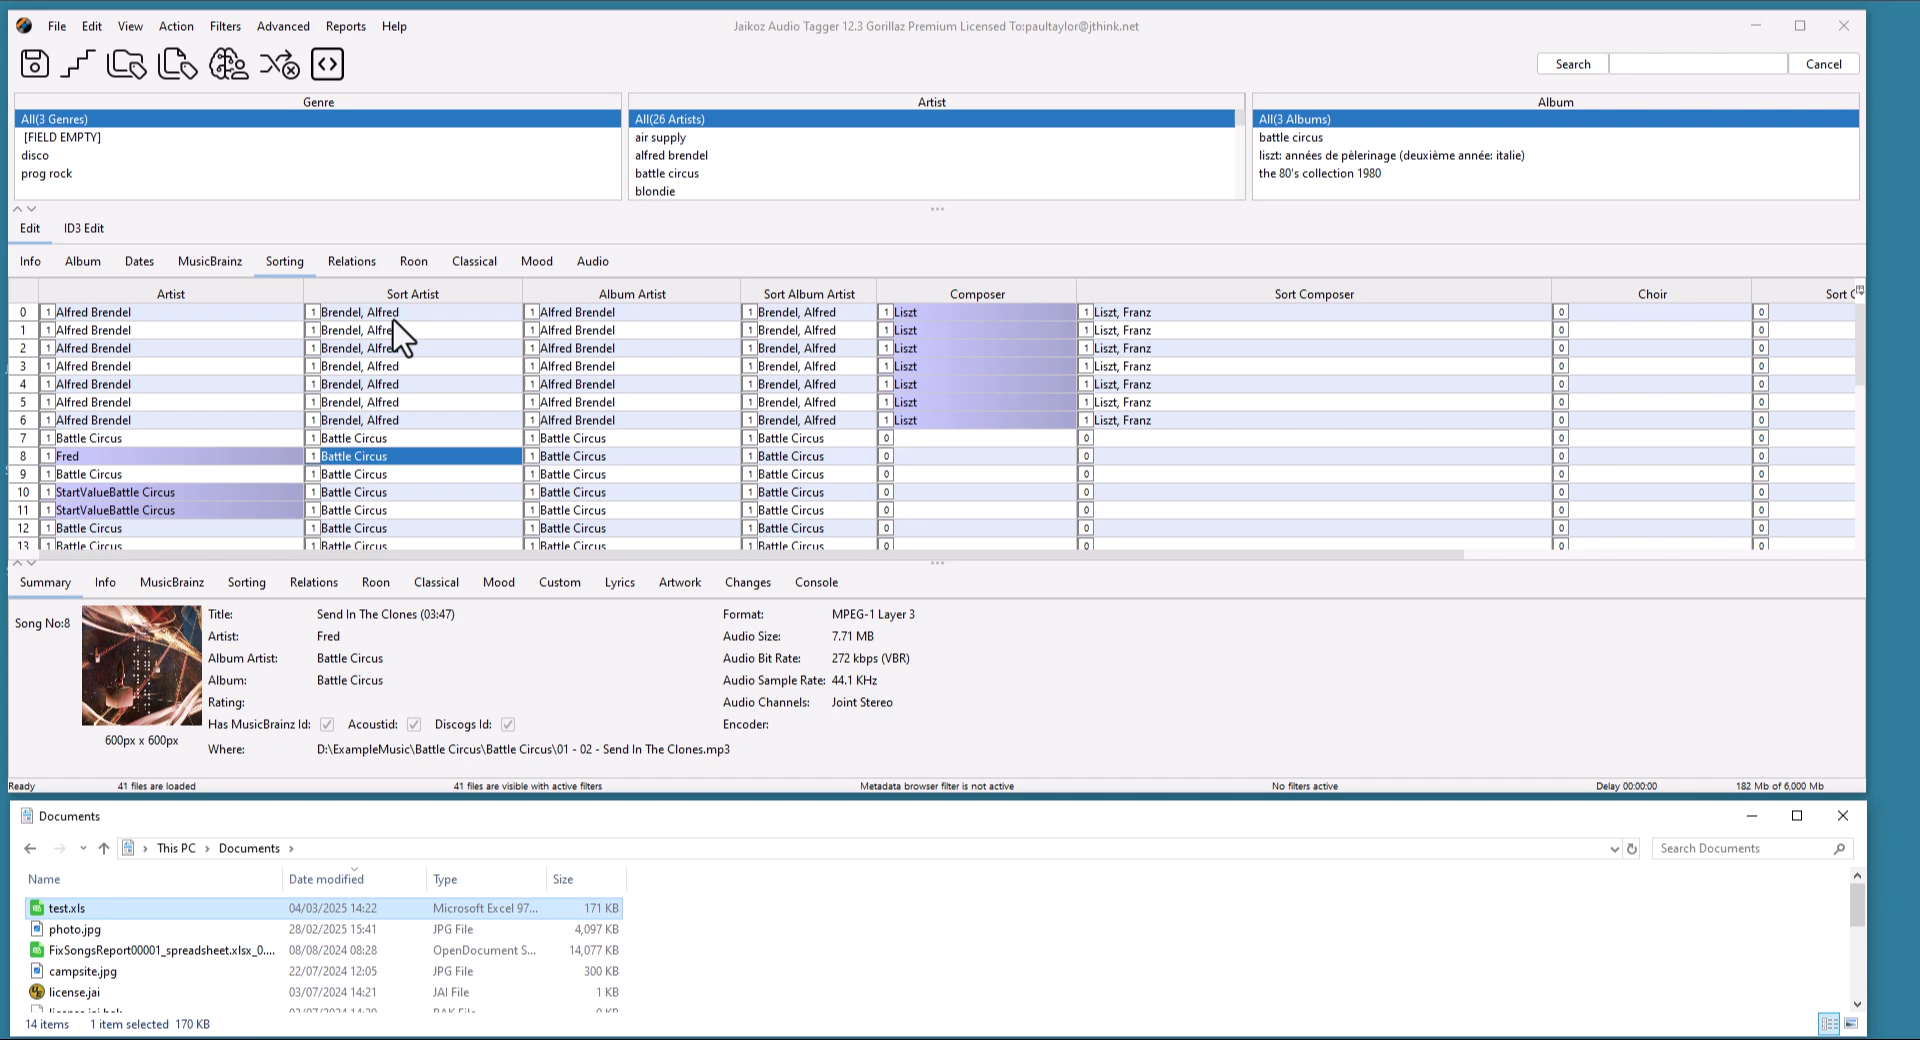 File Edit View Action Filters Advanced Reports Help Jaikoz Audio Tagger 12.3 Gorillaz Premium Licensed To:paultaylor@jthink.net
Search Cancel
Genre Artist Album
All(3 Genres) All(26 Artists) All(3 Albums)
[FIELD EMPTY] air supply battle circus
disco alfred brendel liszt: années de pèlerinage (deuxième année: italie)
prog rock battle circus the 80's collection 1980
blondie
Edit ID3 Edit
Info Album Dates MusicBrainz Sorting Relations Roon Classical Mood Audio
Artist Sort Artist Album Artist Sort Album Artist Composer Sort Composer Choir Sort C
0 1 Alfred Brendel 1 Brendel, Alfred 1 Alfred Brendel 1 Brendel, Alfred 1 Liszt 1 Liszt, Franz 0 0
1 1 Alfred Brendel 1 Brendel, Alfre 1 Alfred Brendel 1 Brendel, Alfred 1 Liszt 1 Liszt, Franz 0 0
2 1 Alfred Brendel 1 Brendel, Alfre 1 Alfred Brendel 1 Brendel, Alfred 1 Liszt 1 Liszt, Franz 0 0
3 1 Alfred Brendel 1 Brendel, Alfred 1 Alfred Brendel 1 Brendel, Alfred 1 Liszt 1 Liszt, Franz 0 0
4 1 Alfred Brendel 1 Brendel, Alfred 1 Alfred Brendel 1 Brendel, Alfred 1 Liszt 1 Liszt, Franz 0 0
5 1 Alfred Brendel 1 Brendel, Alfred 1 Alfred Brendel 1 Brendel, Alfred 1 Liszt 1 Liszt, Franz 0 0
6 1 Alfred Brendel 1 Brendel, Alfred 1 Alfred Brendel 1 Brendel, Alfred 1 Liszt 1 Liszt, Franz 0 0
7 1 Battle Circus 1 Battle Circus 1 Battle Circus 1 Battle Circus 0 0 0 0
8 1 Fred 1 Battle Circus 1 Battle Circus 1 Battle Circus 0 0 0 0
9 1 Battle Circus 1 Battle Circus 1 Battle Circus 1 Battle Circus 0 0 0 0
10 1 StartValueBattle Circus 1 Battle Circus 1 Battle Circus 1 Battle Circus 0 0 0 0
11 1 StartValueBattle Circus 1 Battle Circus 1 Battle Circus 1 Battle Circus 0 0 0 0
12 1 Battle Circus 1 Battle Circus 1 Battle Circus 1 Battle Circus 0 0 0 0
13 1 Battle Circus 1 Battle Circus 1 Battle Circus 1 Battle Circus 0 0 0 0
Summary Info MusicBrainz Sorting Relations Roon Classical Mood Custom Lyrics Artwork Changes Console
Song No:8 Title: Send In The Clones (03:47) Format: MPEG-1 Layer 3
Artist: Fred Audio Size: 7.71 MB
Album Artist: Battle Circus Audio Bit Rate: 272 kbps (VBR)
Album: Battle Circus Audio Sample Rate: 44.1 KHz
Rating: Audio Channels: Joint Stereo
Has MusicBrainz Id: Acoustid: Discogs Id: Encoder:
600px x 600px
Where: D:\ExampleMusic\Battle Circus\Battle Circus\01 - 02 - Send In The Clones.mp3
Ready 41 files are loaded 41 files are visible with active filters Metadata browser filter is not active No filters active Delay 00:00:00 182 Mb of 6,000 Mb
Documents
This PC Documents Search Documents
Name Date modified Type Size
test.xls 04/03/2025 14:22 Microsoft Excel 97... 171 KB
photo.jpg 28/02/2025 15:41 JPG File 4,097 KB
FixSongsReport00001_spreadsheet.xlsx_0.... 08/08/2024 08:28 OpenDocument S... 14,077 KB
campsite.jpg 22/07/2024 12:05 JPG File 300 KB
license.jai 03/07/2024 14:21 JAI File 1 KB
14 items 1 item selected 170 KB